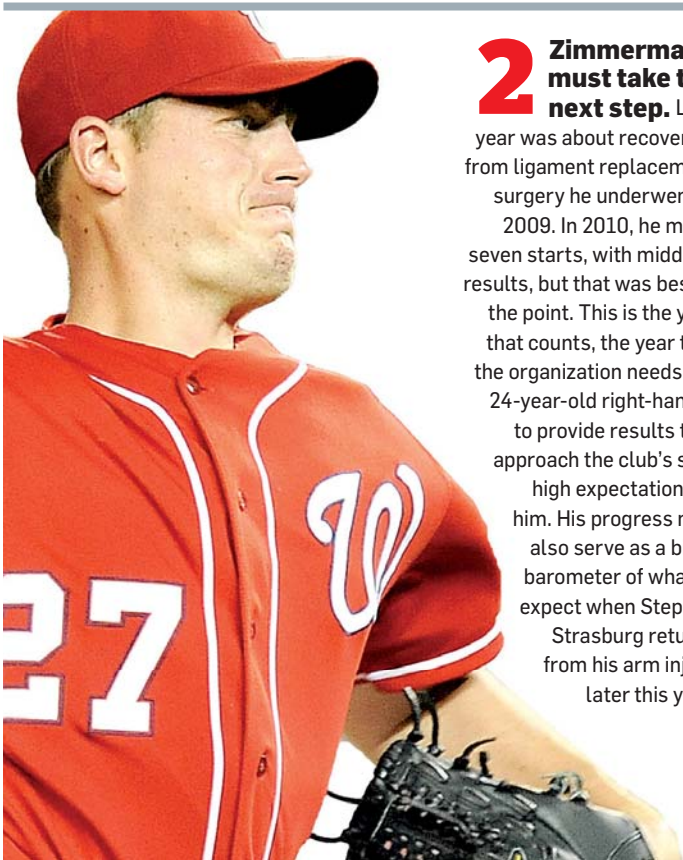 2
Zimmerma
must take t
next step. L
year was about recover
from ligament replacem
surgery he underwen
2009. In 2010, he m
seven starts, with midd
results, but that was bes
the point. This is the y
that counts, the year t
the organization needs
24-year-old right-han
to provide results t
approach the club's s
high expectation
him. His progress m
also serve as a b
barometer of wha
expect when Step
Strasburg retu
from his arm inj
later this y
W
27